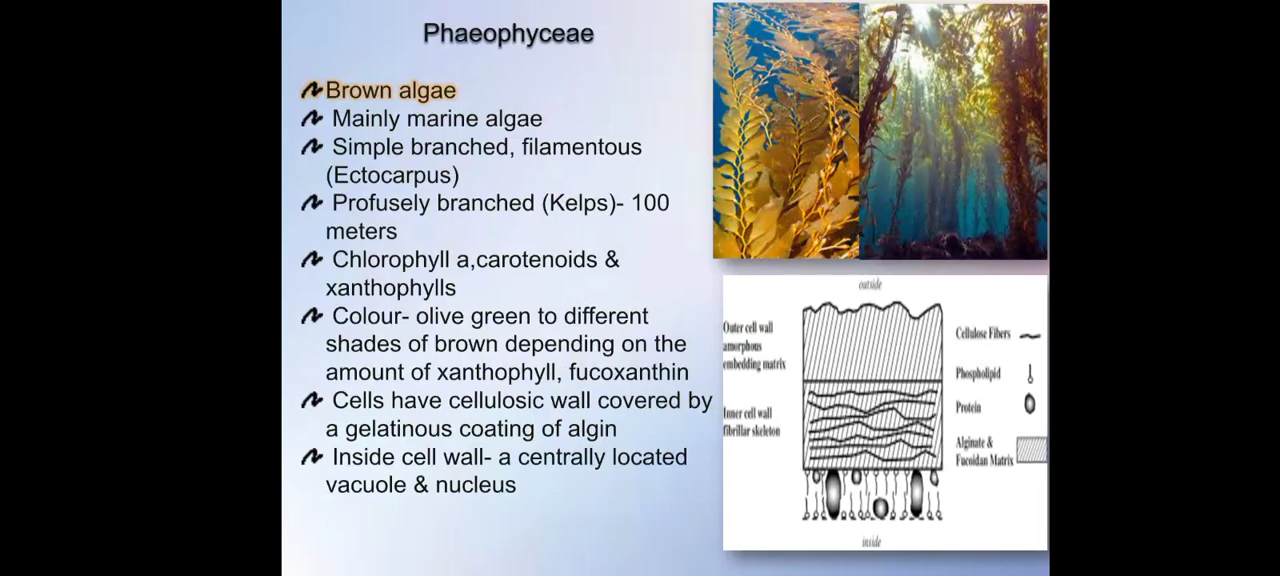 Phaeophyceae
Brown algae
Mainly marine algae
Simple branched, filamentous
(Ectocarpus)
Profusely branched (Kelps)- 100
meters
Chlorophyll a,carotenoids &
xanthophylls
Colour- olive green to different
shades of brown depending on the
amount of xanthophyll, fucoxanthin
Cells have cellulosic wall covered by
a gelatinous coating of algin
Inside cell wall- a centrally located
vacuole & nucleus
outside
Outer cell wall
amorphous
embedding matrix
Inner cell wall
fibrillar skeleton
Cellulose Fibers
Phospholipid
Protein
Alginate &
Fucoidan Matrix
inside